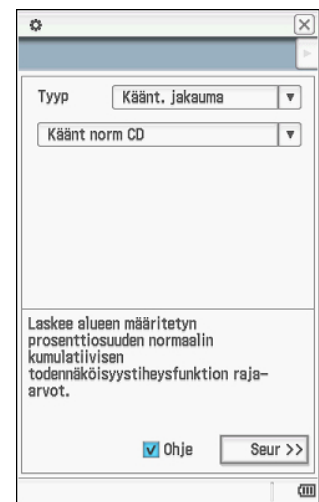 Tyyp Käänt. jakauma
Käänt norm CD
Laskee alueen määritetyn
prosenttiosuuden normaalin
kumulatiivisen
todennäköisyystiheysfunktion raja-
arvot.
Ohje Seur >>